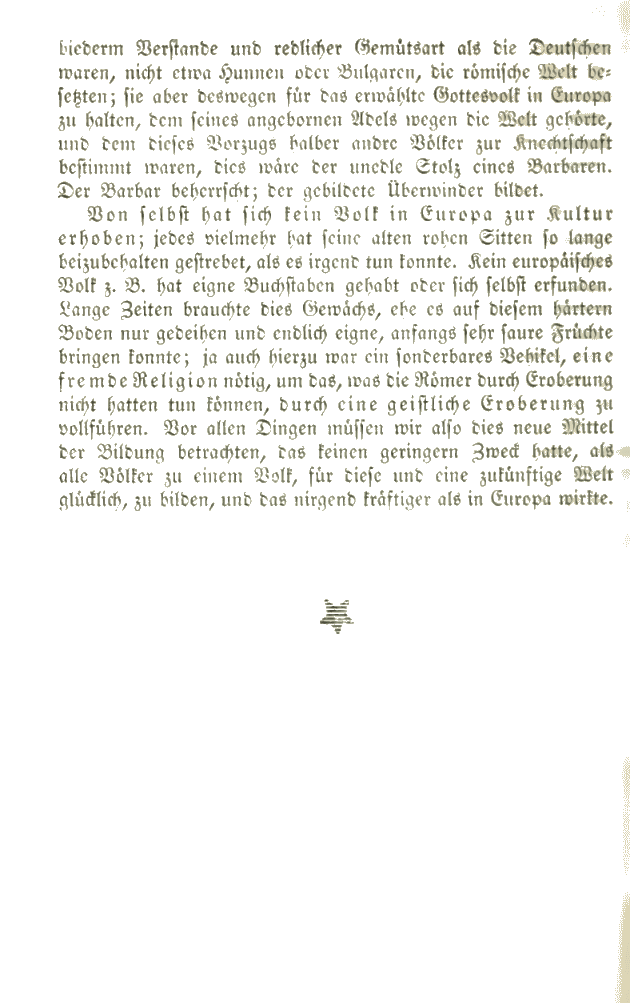 biederm Verstande und redlicher Gemütsart als die Deutschen
waren, nicht etwa Hunnen oder Bulgaren, die römische Welt be-
setzten; sie aber deswegen für das erwählte Gottesvolk in Europa
zu halten, dem seines angebornen Adels wegen die Welt gehörte,
und dem dieses Vorzugs halber andre Völker zur Knechtschaft
bestimmt waren, dies wäre der unedle Stolz eines Barbaren.
Der Barbar beherrscht; der gebildete Überwinder bildet.
Von selbst hat sich kein Volk in Europa zur Kultur
erhoben; jedes vielmehr hat seine alten rohen Sitten so lange
beizubehalten gestrebet, als es irgend tun konnte. Kein europäisches
Volk z. B. hat eigne Buchstaben gehabt oder sich selbst erfunden.
Lange Zeiten brauchte dies Gewächs, ehe es auf diesem härtern
Boden nur gedeihen und endlich eigne, anfangs sehr saure Früchte
bringen konnte; ja auch hierzu war ein sonderbares Vehikel, eine
fremde Religion nötig, um das, was die Römer durch Eroberung
nicht hatten tun können, durch eine geistliche Eroberung zu
vollführen. Vor allen Dingen müssen wir also dies neue Mittel
der Bildung betrachten, das keinen geringern Zweck hatte, als
alle Völker zu einem Volk, für diese und eine zukünftige Welt
glücklich, zu bilden, und das nirgend kräftiger als in Europa wirkte.